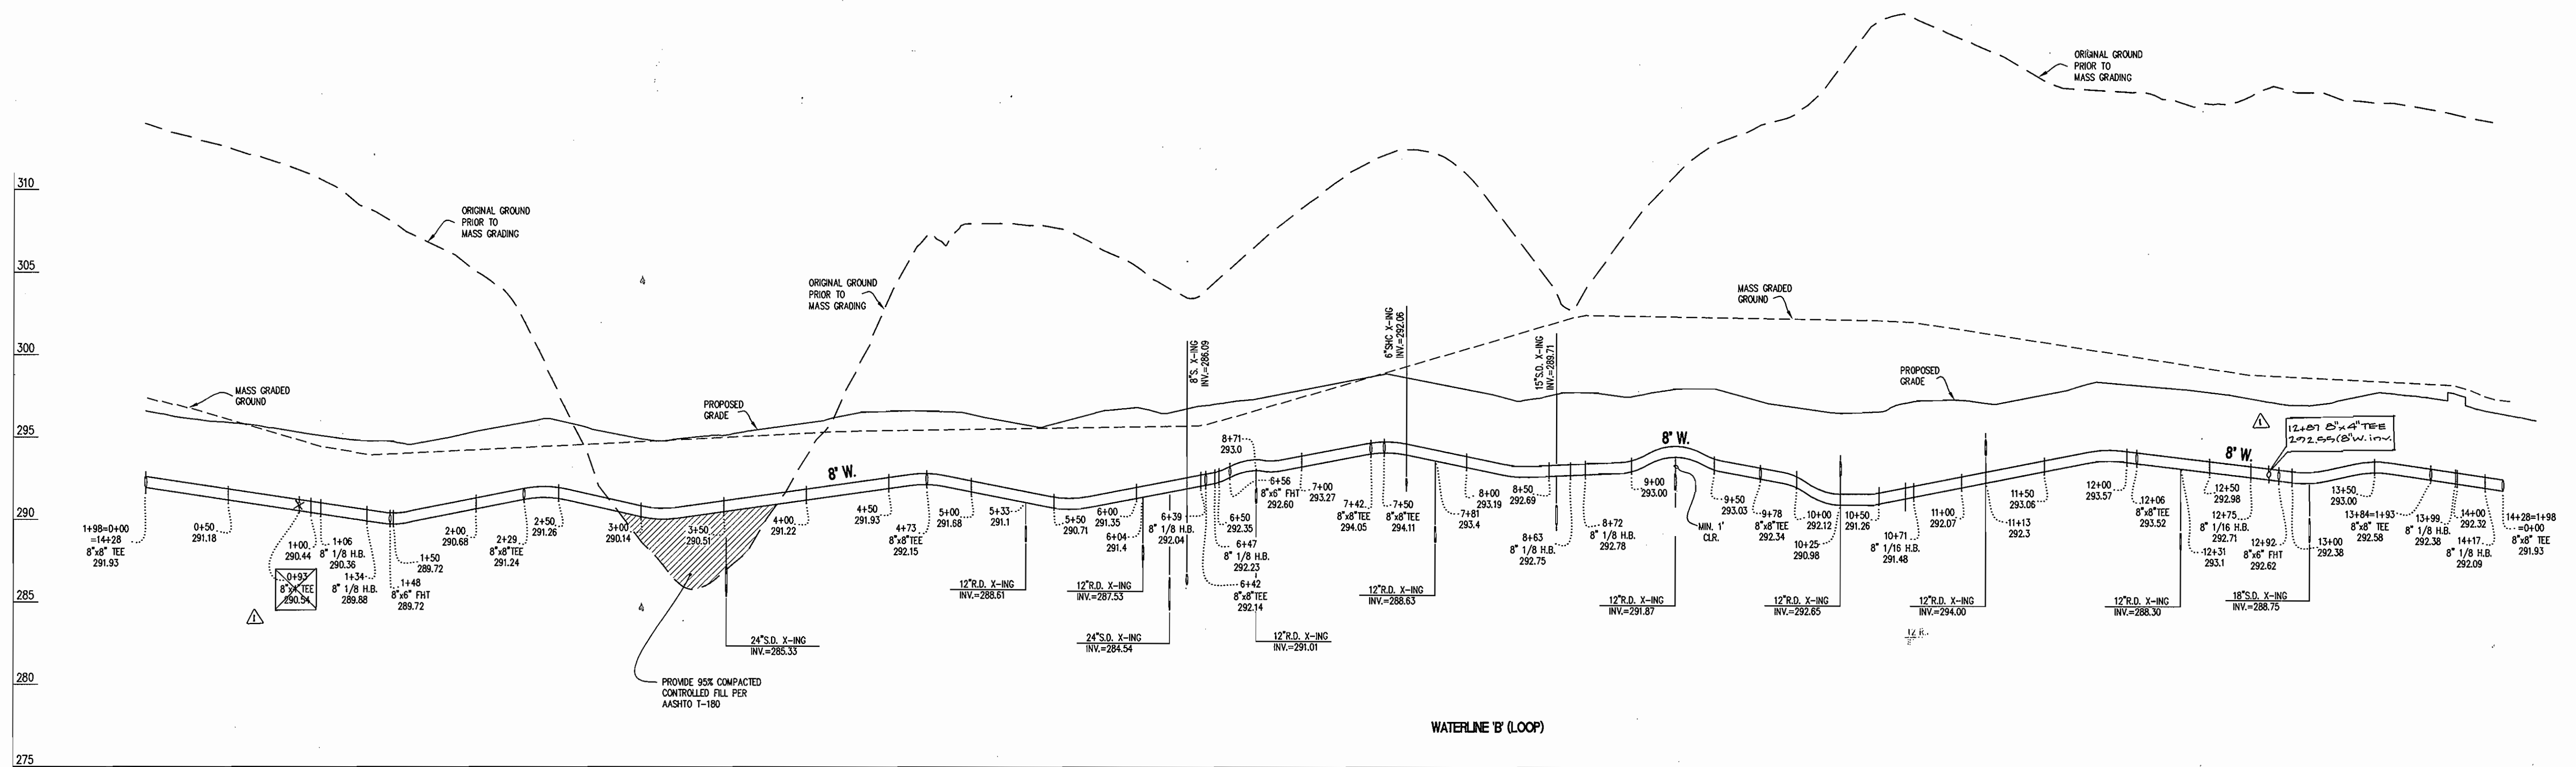 ORIGINAL GROUND
PRIOR TO
MASS GRADING
310
ORIGINAL GROUND
PRIOR TO
MASS GRADING
305
ORIGINAL GROUND
PRIOR TO
MASS GRADING
MASS GRADED
GROUND
300
8"S. X-ING
INV.=286.09
6"SHC X-ING
INV.=292.06
15"S.D. X-ING
INV.=289.71
MASS GRADED
GROUND
PROPOSED
GRADE
PROPOSED
GRADE
295
8" W.
8" W.
8" W.
12+87 8"x4" TEE
292.55 (8"W. inv.
290
1+98=0+00
=14+28
8"x8" TEE
291.93
0+50
291.18
0+93
8"x4" TEE
290.54
1+00
290.44
1+06
8" 1/8 H.B.
290.36
1+34
8" 1/8 H.B.
289.88
1+48
8"x6" FHT
289.72
1+50
289.72
2+00
290.68
2+29
8"x8"TEE
291.24
2+50
291.26
3+00
290.14
3+50
290.51
4+00
291.22
4+50
291.93
4+73
8"x8"TEE
292.15
5+00
291.68
5+33
291.1
5+50
290.71
6+00
291.35
6+04
291.4
6+39
8" 1/8 H.B.
292.04
6+42
8"x8"TEE
292.14
6+47
8" 1/8 H.B.
292.23
6+50
292.35
8+71
293.0
6+56
8"x6" FHT
292.60
7+00
293.27
7+42
8"x8"TEE
294.05
7+50
8"x8"TEE
294.11
7+81
293.4
8+00
293.19
8+50
292.69
8+63
8" 1/8 H.B.
292.75
8+72
8" 1/8 H.B.
292.78
9+00
293.00
MIN. 1'
CLR.
9+50
293.03
9+78
8"x8"TEE
292.34
10+00
292.12
10+25
290.98
10+50
291.26
10+71
8" 1/16 H.B.
291.48
11+00
292.07
11+13
292.3
11+50
293.06
12+00
293.57
12+06
8"x8"TEE
293.52
12+31
293.1
12+50
292.98
12+75
8" 1/16 H.B.
292.71
12+92
8"x6" FHT
292.62
13+00
292.38
13+50
293.00
13+84=1+93
8"x8" TEE
292.58
13+99
8" 1/8 H.B.
292.38
14+00
292.32
14+17
8" 1/8 H.B.
292.09
14+28=1+98
=0+00
8"x8" TEE
291.93
285
12"R.D. X-ING
INV.=288.61
12"R.D. X-ING
INV.=287.53
12"R.D. X-ING
INV.=288.63
12"R.D. X-ING
INV.=291.87
12"R.D. X-ING
INV.=292.65
12"R.D. X-ING
INV.=294.00
12"R.D. X-ING
INV.=288.30
18"S.D. X-ING
INV.=288.75
24"S.D. X-ING
INV.=285.33
24"S.D. X-ING
INV.=284.54
12"R.D. X-ING
INV.=291.01
280
PROVIDE 95% COMPACTED
CONTROLLED FILL PER
AASHTO T-180
WATERLINE 'B' (LOOP)
275